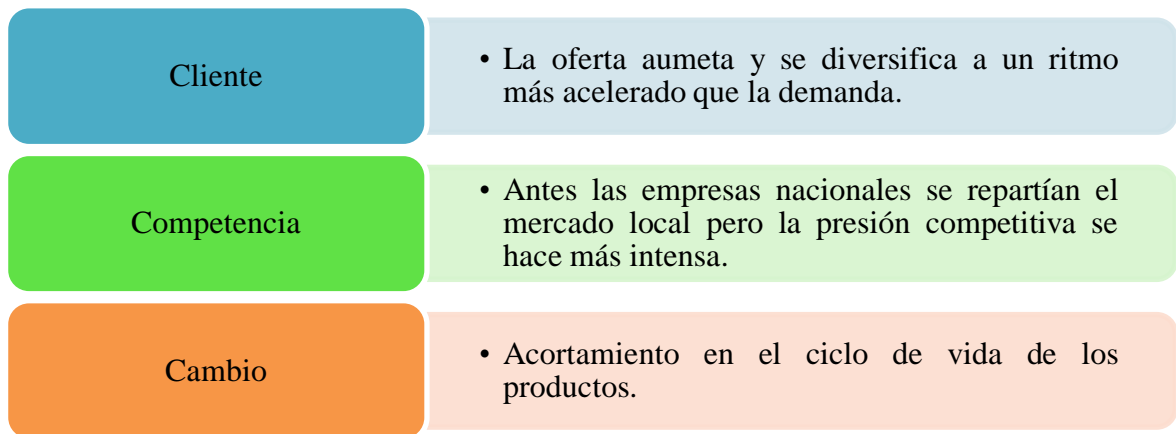 Cliente
• La oferta aumeta y se diversifica a un ritmo
más acelerado que la demanda.
Competencia
• Antes las empresas nacionales se repartían el
mercado local pero la presión competitiva se
hace más intensa.
Cambio
• Acortamiento en el ciclo de vida de los
productos.